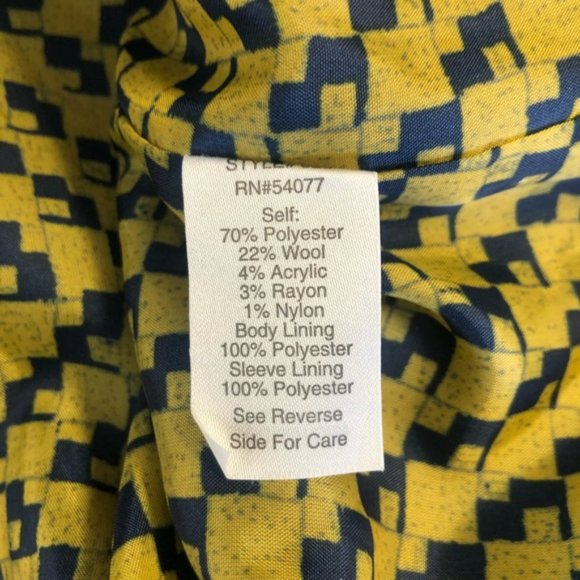 RN#54077
Self:
70% Polyester
22% Wool
4% Acrylic
3% Rayon
1% Nylon
Body Lining
100% Polyester
Sleeve Lining
100% Polyester
See Reverse
Side For Care